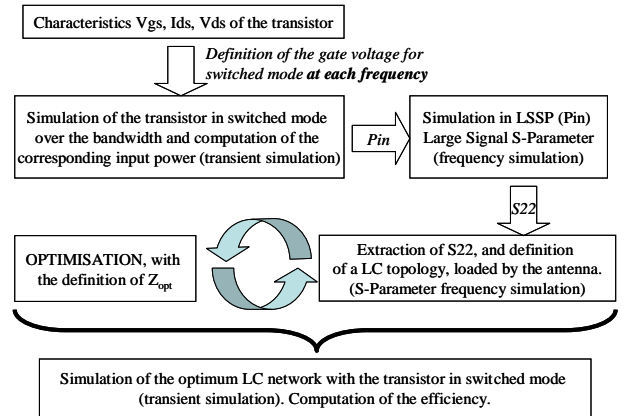 Characteristics Vgs, Ids, Vds of the transistor
Definition of the gate voltage for
switched mode at each frequency
Simulation of the transistor in switched mode
over the bandwidth and computation of the
corresponding input power (transient simulation)
Pin
Simulation in LSSP (Pin)
Large Signal S-Parameter
(frequency simulation)
S22
OPTIMISATION, with
the definition of Zopt
Extraction of S22, and definition
of a LC topology, loaded by the antenna.
(S-Parameter frequency simulation)
Simulation of the optimum LC network with the transistor in switched mode
(transient simulation). Computation of the efficiency.